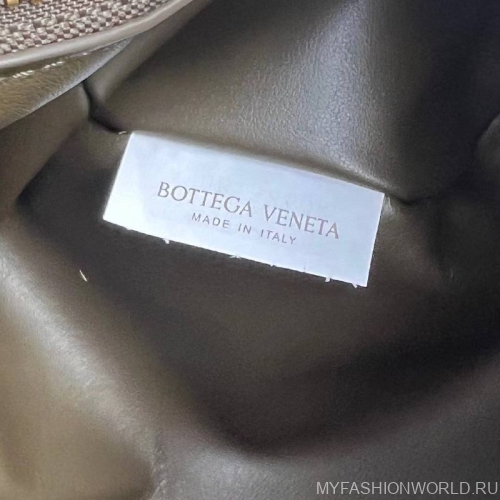 BOTTEGA VENETA
MADE IN ITALY
MYFASHIONWORLD.RU